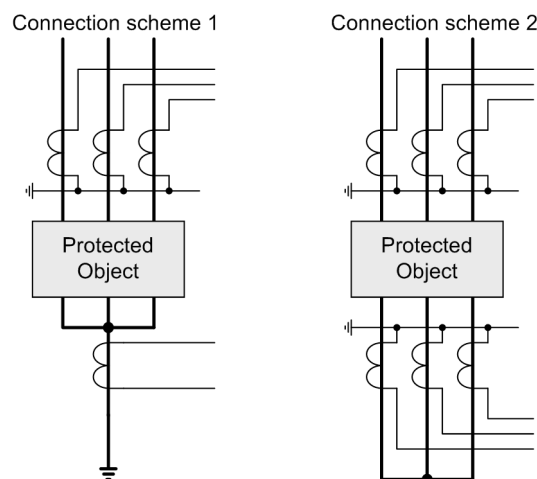 Connection scheme 1
Connection scheme 2
Protected
Object
Protected
Object